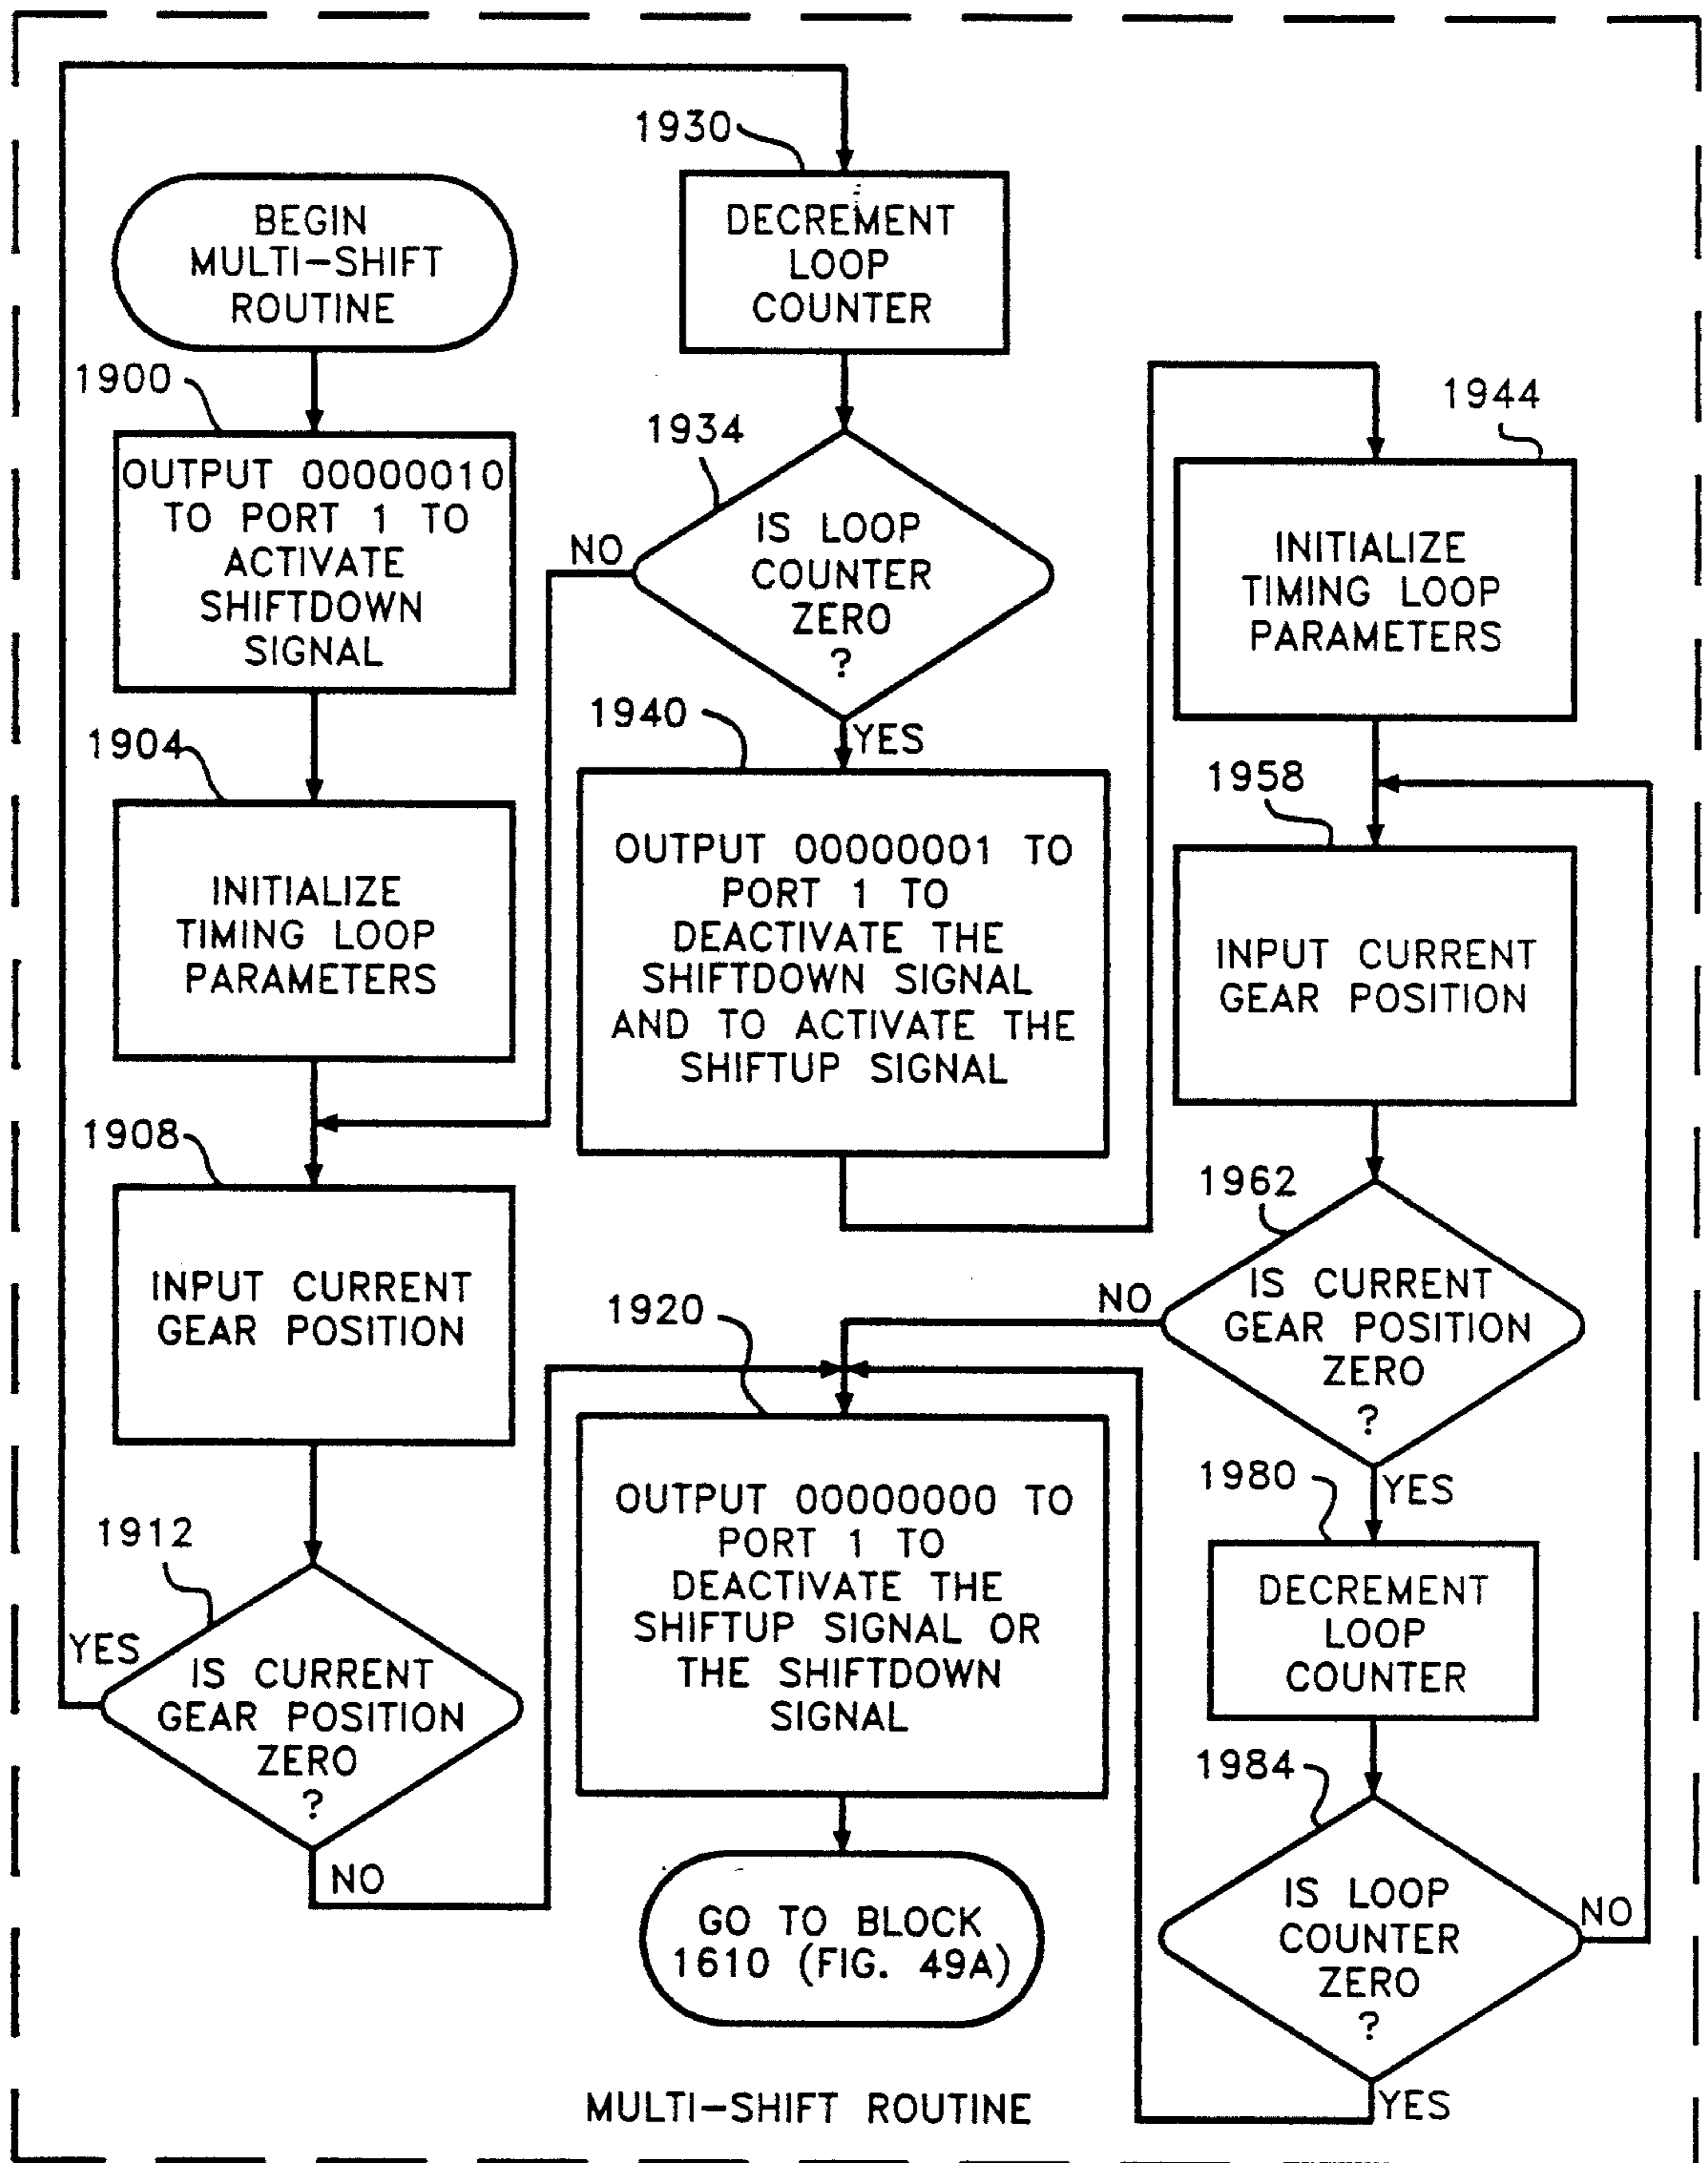 BEGIN
MULTI-SHIFT
ROUTINE
1900
OUTPUT 00000010
TO PORT 1 TO
ACTIVATE
SHIFTDOWN
SIGNAL
1904
INITIALIZE
TIMING LOOP
PARAMETERS
1908
INPUT CURRENT
GEAR POSITION
1912
YES
IS CURRENT
GEAR POSITION
ZERO
?
NO
1930
DECREMENT
LOOP
COUNTER
1934
NO
IS LOOP
COUNTER
ZERO
?
YES
1940
OUTPUT 00000001 TO
PORT 1 TO
DEACTIVATE THE
SHIFTDOWN SIGNAL
AND TO ACTIVATE THE
SHIFTUP SIGNAL
1920
OUTPUT 00000000 TO
PORT 1 TO
DEACTIVATE THE
SHIFTUP SIGNAL OR
THE SHIFTDOWN
SIGNAL
GO TO BLOCK
1610 (FIG. 49A)
1944
INITIALIZE
TIMING LOOP
PARAMETERS
1958
INPUT CURRENT
GEAR POSITION
1962
NO
IS CURRENT
GEAR POSITION
ZERO
?
YES
1980
DECREMENT
LOOP
COUNTER
1984
IS LOOP
COUNTER
ZERO
?
NO
YES
MULTI-SHIFT ROUTINE